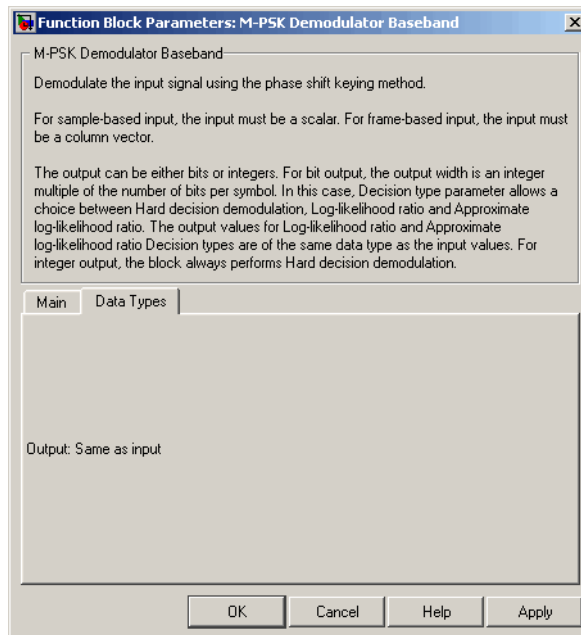 Function Block Parameters: M-PSK Demodulator Baseband
M-PSK Demodulator Baseband
Demodulate the input signal using the phase shift keying method.
For sample-based input, the input must be a scalar. For frame-based input, the input must
be a column vector.
The output can be either bits or integers. For bit output, the output width is an integer
multiple of the number of bits per symbol. In this case, Decision type parameter allows a
choice between Hard decision demodulation, Log-likelihood ratio and Approximate
log-likelihood ratio. The output values for Log-likelihood ratio and Approximate
log-likelihood ratio Decision types are of the same data type as the input values. For
integer output, the block always performs Hard decision demodulation.
Main Data Types
Output: Same as input
OK Cancel Help Apply